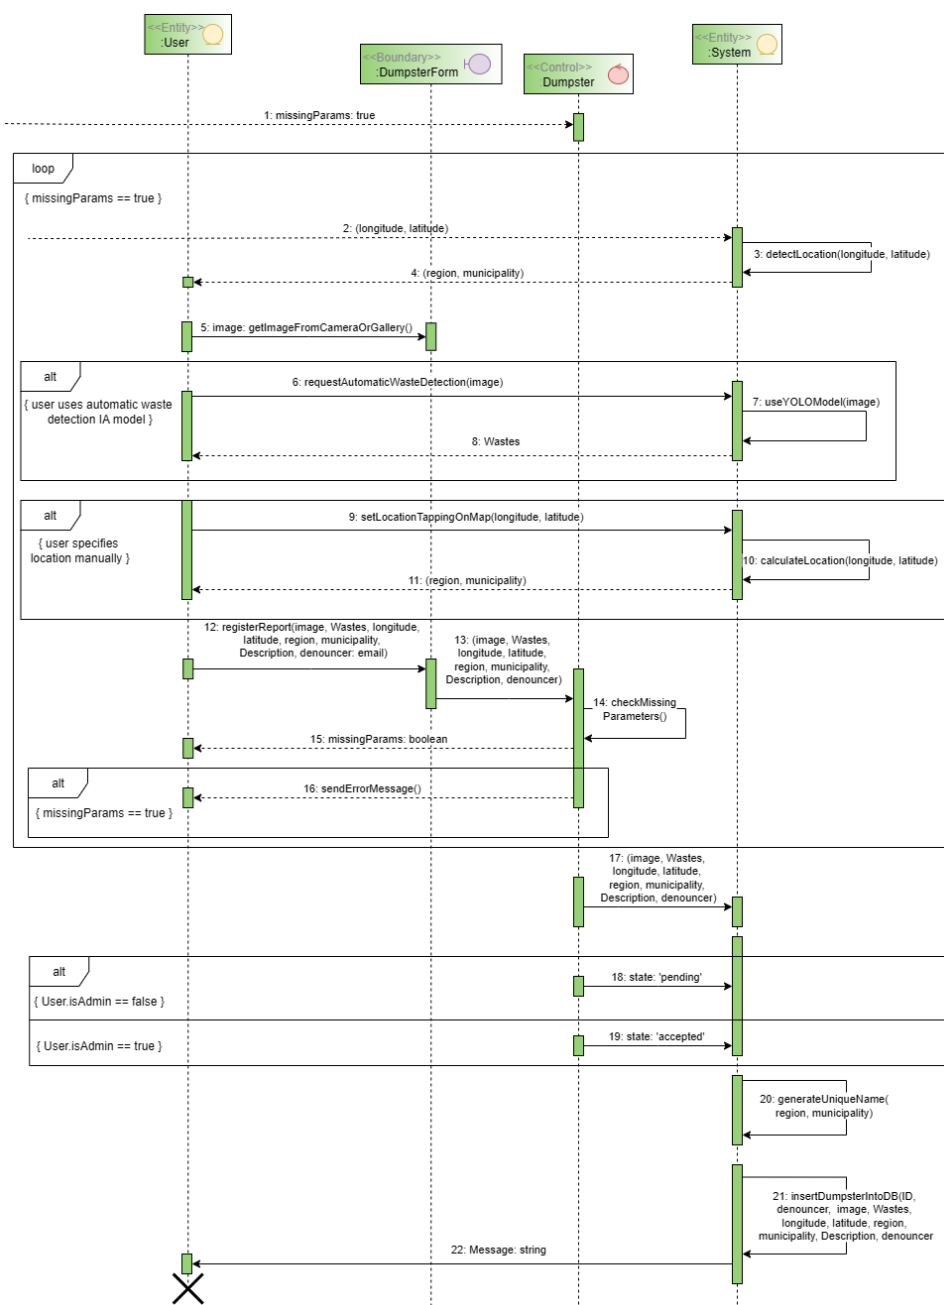 <<Entity>>
:User
<<Boundary>>
:DumpsterForm
<<Control>>
:Dumpster
<<Entity>>
:System
1: missingParams: true
loop
{ missingParams == true }
2: (longitude, latitude)
3: detectLocation(longitude, latitude)
4: (region, municipality)
5: image: getImageFromCameraOrGallery()
alt
{ user uses automatic waste
detection IA model }
6: requestAutomaticWasteDetection(image)
7: useYOLOModel(image)
8: Wastes
alt
{ user specifies
location manually }
9: setLocationTappingOnMap(longitude, latitude)
10: calculateLocation(longitude, latitude)
11: (region, municipality)
12: registerReport(image, Wastes, longitude,
latitude, region, municipality,
Description, denouncer: email)
13: (image, Wastes,
longitude, latitude,
region, municipality,
Description, denouncer)
14: checkMissing
Parameters()
15: missingParams: boolean
alt
{ missingParams == true }
16: sendErrorMessage()
17: (image, Wastes,
longitude, latitude,
region, municipality,
Description, denouncer)
alt
{ User.isAdmin == false }
18: state: 'pending'
{ User.isAdmin == true }
19: state: 'accepted'
20: generateUniqueName(
region, municipality)
21: insertDumpsterIntoDB(ID,
denouncer, image, Wastes,
longitude, latitude, region,
municipality, Description, denouncer
22: Message: string